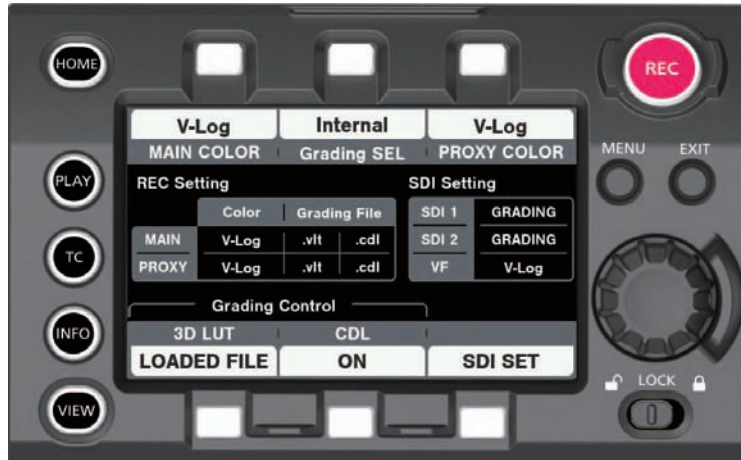 HOME
REC
V-Log Internal V-Log
MAIN COLOR Grading SEL PROXY COLOR
MENU EXIT
PLAY
REC Setting SDI Setting
Color Grading File SDI 1 GRADING
MAIN V-Log .vlt .cdl SDI 2 GRADING
PROXY V-Log .vlt .cdl VF V-Log
TC
Grading Control
INFO
3D LUT CDL
LOADED FILE ON SDI SET
LOCK
VIEW